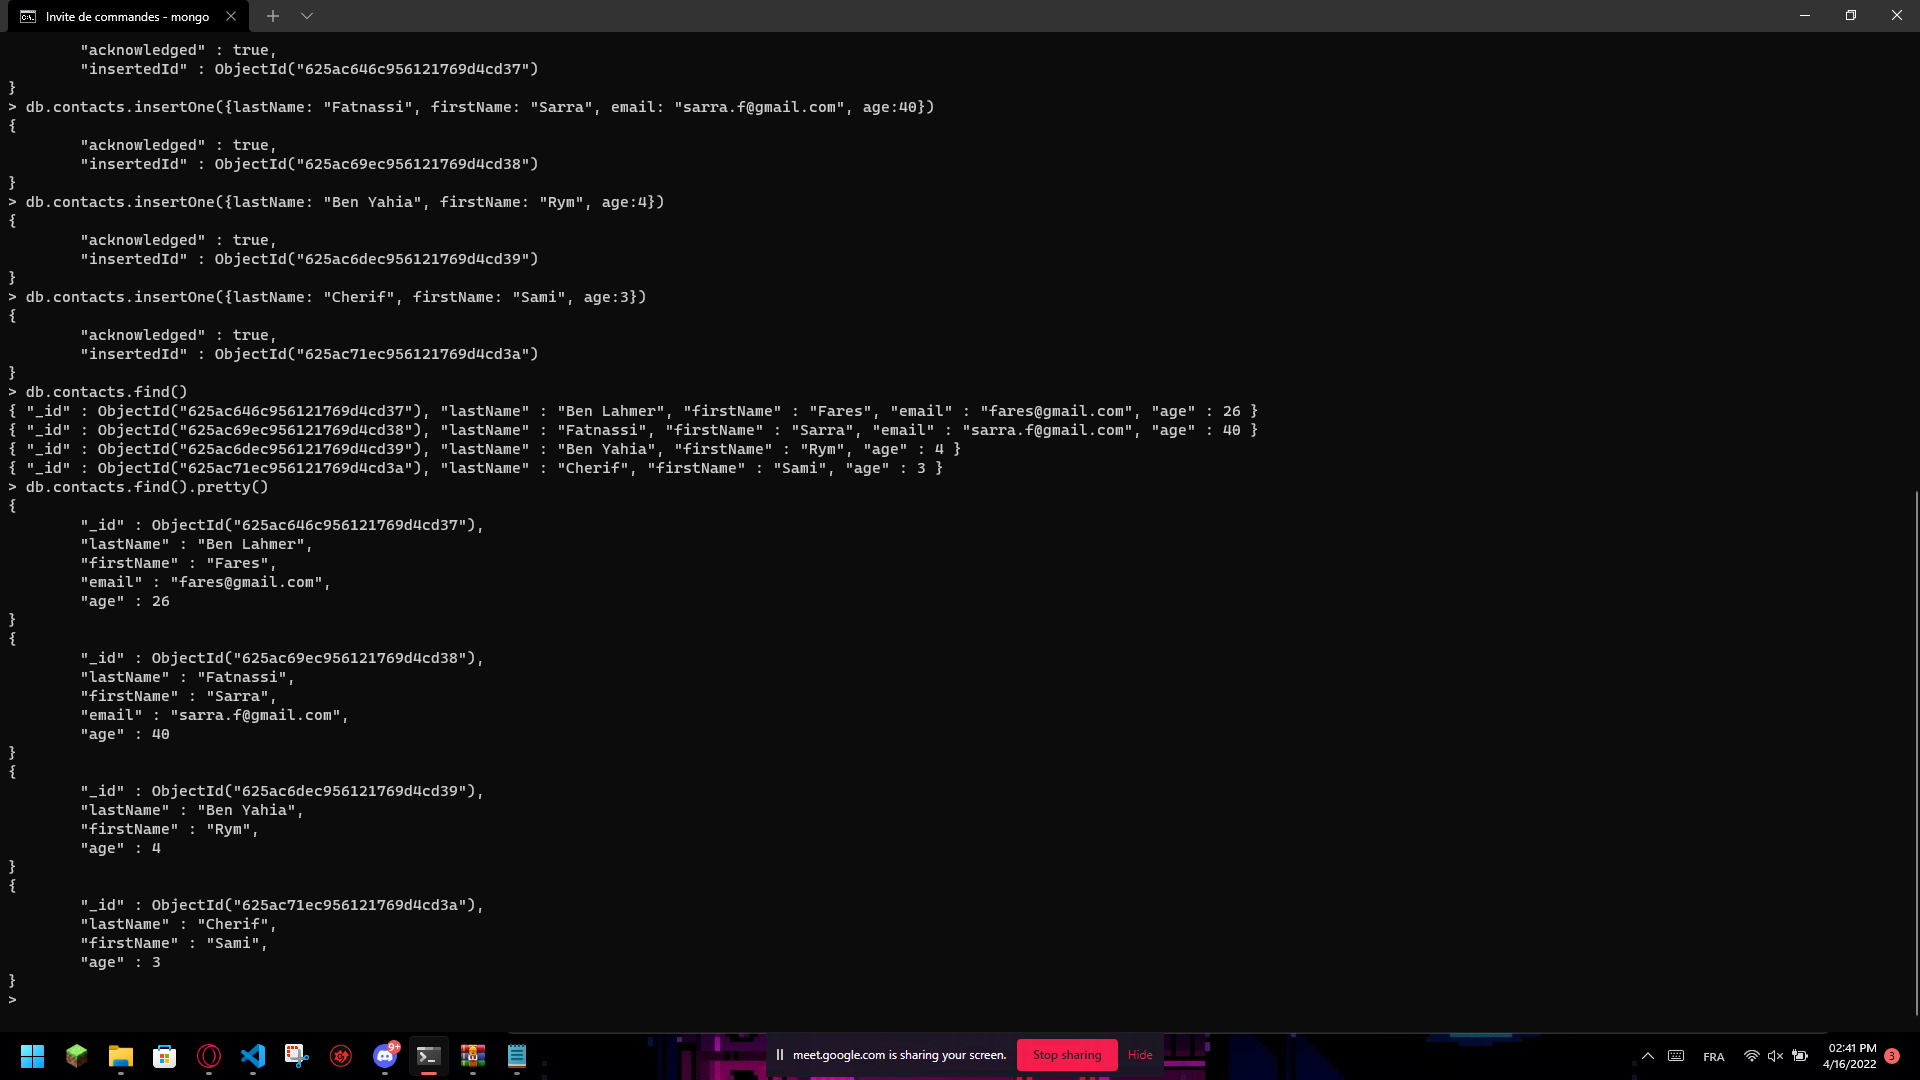 Invite de commandes - mongo
"acknowledged" : true,
"insertedId" : ObjectId("625ac646c956121769d4cd37")
}
> db.contacts.insertOne({lastName: "Fatnassi", firstName: "Sarra", email: "sarra.f@gmail.com", age:40})
{
"acknowledged" : true,
"insertedId" : ObjectId("625ac69ec956121769d4cd38")
}
> db.contacts.insertOne({lastName: "Ben Yahia", firstName: "Rym", age:4})
{
"acknowledged" : true,
"insertedId" : ObjectId("625ac6dec956121769d4cd39")
}
> db.contacts.insertOne({lastName: "Cherif", firstName: "Sami", age:3})
{
"acknowledged" : true,
"insertedId" : ObjectId("625ac71ec956121769d4cd3a")
}
> db.contacts.find()
{ "_id" : ObjectId("625ac646c956121769d4cd37"), "lastName" : "Ben Lahmer", "firstName" : "Fares", "email" : "fares@gmail.com", "age" : 26 }
{ "_id" : ObjectId("625ac69ec956121769d4cd38"), "lastName" : "Fatnassi", "firstName" : "Sarra", "email" : "sarra.f@gmail.com", "age" : 40 }
{ "_id" : ObjectId("625ac6dec956121769d4cd39"), "lastName" : "Ben Yahia", "firstName" : "Rym", "age" : 4 }
{ "_id" : ObjectId("625ac71ec956121769d4cd3a"), "lastName" : "Cherif", "firstName" : "Sami", "age" : 3 }
> db.contacts.find().pretty()
{
"_id" : ObjectId("625ac646c956121769d4cd37"),
"lastName" : "Ben Lahmer",
"firstName" : "Fares",
"email" : "fares@gmail.com",
"age" : 26
}
{
"_id" : ObjectId("625ac69ec956121769d4cd38"),
"lastName" : "Fatnassi",
"firstName" : "Sarra",
"email" : "sarra.f@gmail.com",
"age" : 40
}
{
"_id" : ObjectId("625ac6dec956121769d4cd39"),
"lastName" : "Ben Yahia",
"firstName" : "Rym",
"age" : 4
}
{
"_id" : ObjectId("625ac71ec956121769d4cd3a"),
"lastName" : "Cherif",
"firstName" : "Sami",
"age" : 3
}
>
9+
meet.google.com is sharing your screen. Stop sharing Hide
FRA
02:41 PM
4/16/2022
3